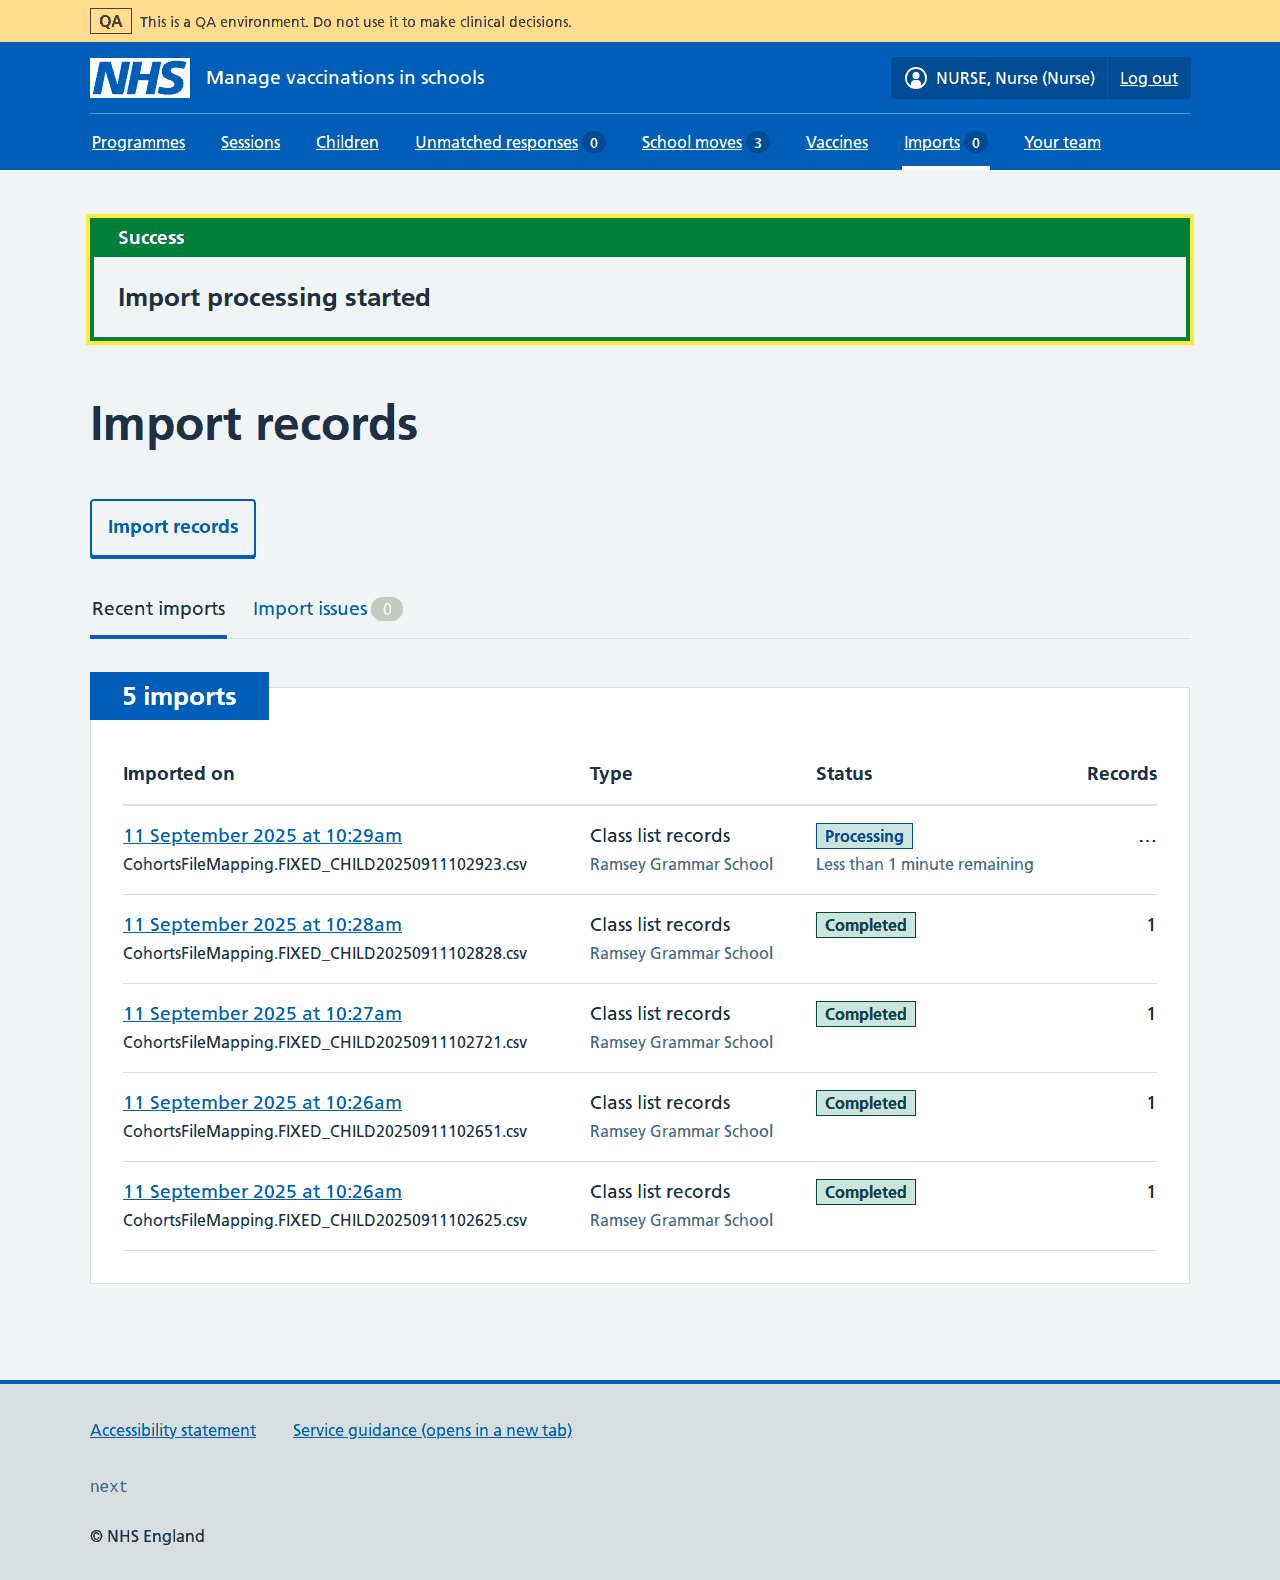 QA This is a QA environment. Do not use it to make clinical decisions.
NHS Manage vaccinations in schools NURSE, Nurse (Nurse) Log out
Programmes Sessions Children Unmatched responses 0 School moves 3 Vaccines Imports 0 Your team
Success
Import processing started
Import records
Import records
Recent imports Import issues 0
5 imports
Imported on Type Status Records
11 September 2025 at 10:29am Class list records Processing ...
CohortsFileMapping.FIXED_CHILD20250911102923.csv Ramsey Grammar School Less than 1 minute remaining
11 September 2025 at 10:28am Class list records Completed 1
CohortsFileMapping.FIXED_CHILD20250911102828.csv Ramsey Grammar School
11 September 2025 at 10:27am Class list records Completed 1
CohortsFileMapping.FIXED_CHILD20250911102721.csv Ramsey Grammar School
11 September 2025 at 10:26am Class list records Completed 1
CohortsFileMapping.FIXED_CHILD20250911102651.csv Ramsey Grammar School
11 September 2025 at 10:26am Class list records Completed 1
CohortsFileMapping.FIXED_CHILD20250911102625.csv Ramsey Grammar School
Accessibility statement Service guidance (opens in a new tab)
next
© NHS England